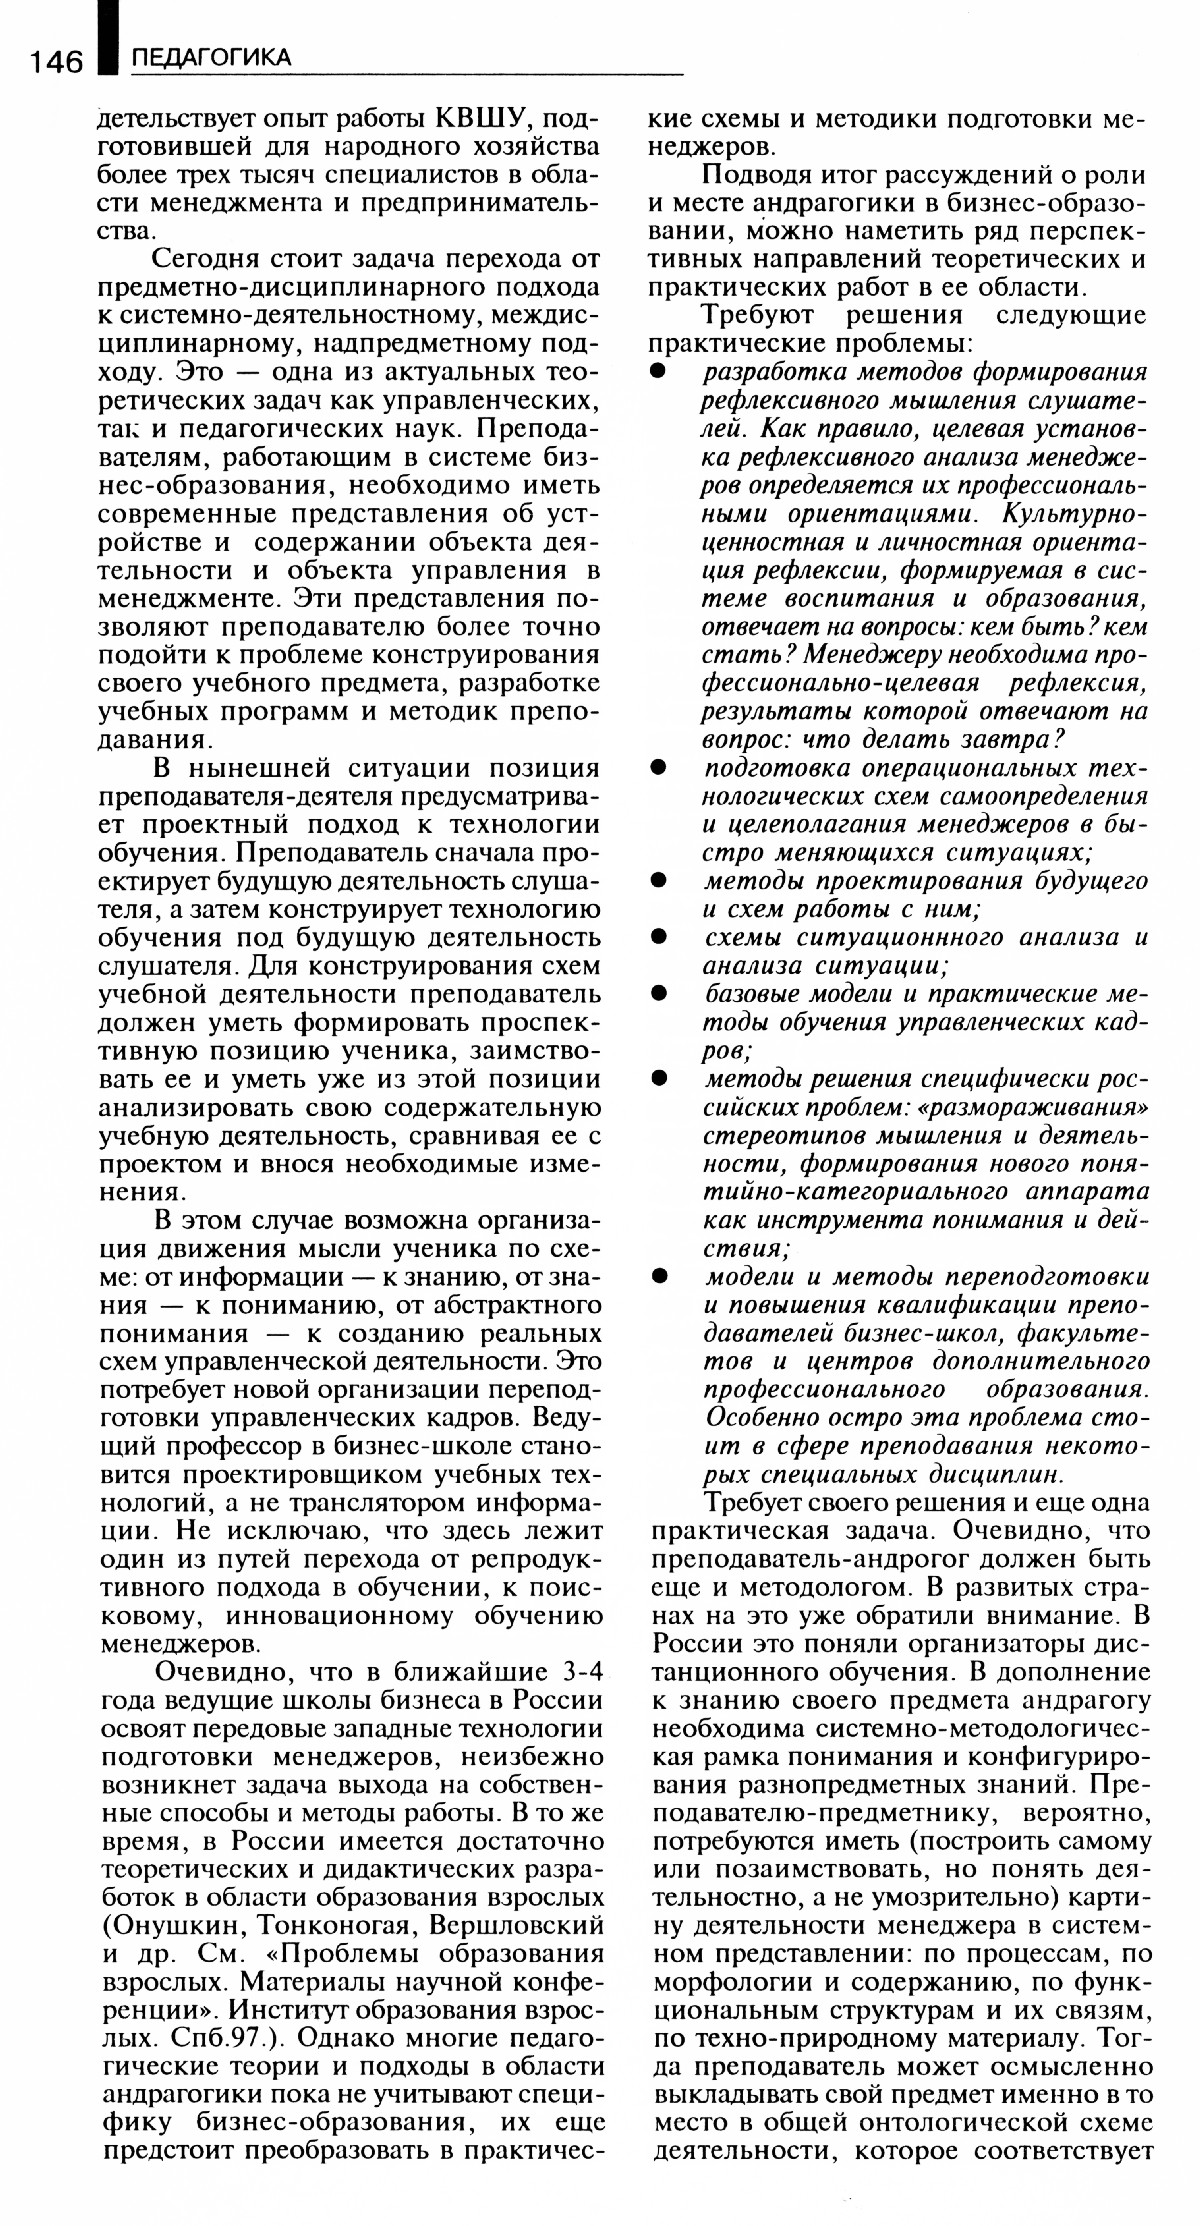 146
ПЕДАГОГИКА
детельствует опыт работы КВШУ, под-
готовившей для народного хозяйства
более трех тысяч специалистов в обла-
сти менеджмента и предприниматель-
ства.
Сегодня стоит задача перехода от
предметно-дисциплинарного подхода
к системно-деятельностному, междис-
циплинарному, надпредметному под-
ходу. Это — одна из актуальных тео-
ретических задач как управленческих,
так и педагогических наук. Препода-
вателям, работающим в системе биз-
нес-образования, необходимо иметь
современные представления об уст-
ройстве и содержании объекта дея-
тельности и объекта управления в
менеджменте. Эти представления по-
зволяют преподавателю более точно
подойти к проблеме конструирования
своего учебного предмета, разработке
учебных программ и методик препо-
давания.
В нынешней ситуации позиция
преподавателя-деятеля предусматрива-
ет проектный подход к технологии
обучения. Преподаватель сначала про-
ектирует будущую деятельность слуша-
теля, а затем конструирует технологию
обучения под будущую деятельность
слушателя. Для конструирования схем
учебной деятельности преподаватель
должен уметь формировать проспек-
тивную позицию ученика, заимство-
вать ее и уметь уже из этой позиции
анализировать свою содержательную
учебную деятельность, сравнивая ее с
проектом и внося необходимые изме-
нения.
В этом случае возможна организа-
ция движения мысли ученика по схе-
ме: от информации — к знанию, от зна-
ния — к пониманию, от абстрактного
понимания — к созданию реальных
схем управленческой деятельности. Это
потребует новой организации перепод-
готовки управленческих кадров. Веду-
щий профессор в бизнес-школе стано-
вится проектировщиком учебных тех-
нологий, а не транслятором информа-
ции. Не исключаю, что здесь лежит
один из путей перехода от репродук-
тивного подхода в обучении, к поис-
ковому, инновационному обучению
менеджеров.
Очевидно, что в ближайшие 3-4
года ведущие школы бизнеса в России
освоят передовые западные технологии
подготовки менеджеров, неизбежно
возникнет задача выхода на собствен-
ные способы и методы работы. В то же
время, в России имеется достаточно
теоретических и дидактических разра-
боток в области образования взрослых
(Онушкин, Тонконогая, Вершловский
и др. См. «Проблемы образования
взрослых. Материалы научной конфе-
ренции». Институт образования взрос-
лых. Спб.97.). Однако многие педаго-
гические теории и подходы в области
андрагогики пока не учитывают специ-
фику бизнес-образования, их еще
предстоит преобразовать в практичес-
кие схемы и методики подготовки ме-
неджеров.
Подводя итог рассуждений о роли
и месте андрагогики в бизнес-образо-
вании, можно наметить ряд перспек-
тивных направлений теоретических и
практических работ в ее области.
Требуют решения следующие
практические проблемы:
● разработка методов формирования
рефлексивного мышления слушате-
лей. Как правило, целевая установ-
ка рефлексивного анализа менедже-
ров определяется их профессиональ-
ными ориентациями. Культурно-
ценностная и личностная ориента-
ция рефлексии, формируемая в сис-
теме воспитания и образования,
отвечает на вопросы: кем быть? кем
стать? Менеджеру необходима про-
фессионально-целевая рефлексия,
результаты которой отвечают на
вопрос: что делать завтра?
● подготовка операциональных тех-
нологических схем самоопределения
и целеполагания менеджеров в бы-
стро меняющихся ситуациях;
● методы проектирования будущего
и схем работы с ним;
● схемы ситуационнного анализа и
анализа ситуации;
● базовые модели и практические ме-
тоды обучения управленческих кад-
ров;
● методы решения специфически рос-
сийских проблем: «размораживания»
стереотипов мышления и деятель-
ности, формирования нового поня-
тийно-категориального аппарата
как инструмента понимания и дей-
ствия;
● модели и методы переподготовки
и повышения квалификации препо-
давателей бизнес-школ, факульте-
тов и центров дополнительного
профессионального образования.
Особенно остро эта проблема сто-
ит в сфере преподавания некото-
рых специальных дисциплин.
Требует своего решения и еще одна
практическая задача. Очевидно, что
преподаватель-андрогог должен быть
еще и методологом. В развитых стра-
нах на это уже обратили внимание. В
России это поняли организаторы дис-
танционного обучения. В дополнение
к знанию своего предмета андрагогу
необходима системно-методологичес-
кая рамка понимания и конфигуриро-
вания разнопредметных знаний. Пре-
подавателю-предметнику, вероятно,
потребуются иметь (построить самому
или позаимствовать, но понять дея-
тельностно, а не умозрительно) карти-
ну деятельности менеджера в систем-
ном представлении: по процессам, по
морфологии и содержанию, по функ-
циональным структурам и их связям,
по техно-природному материалу. Тог-
да преподаватель может осмысленно
выкладывать свой предмет именно в то
место в общей онтологической схеме
деятельности, которое соответствует